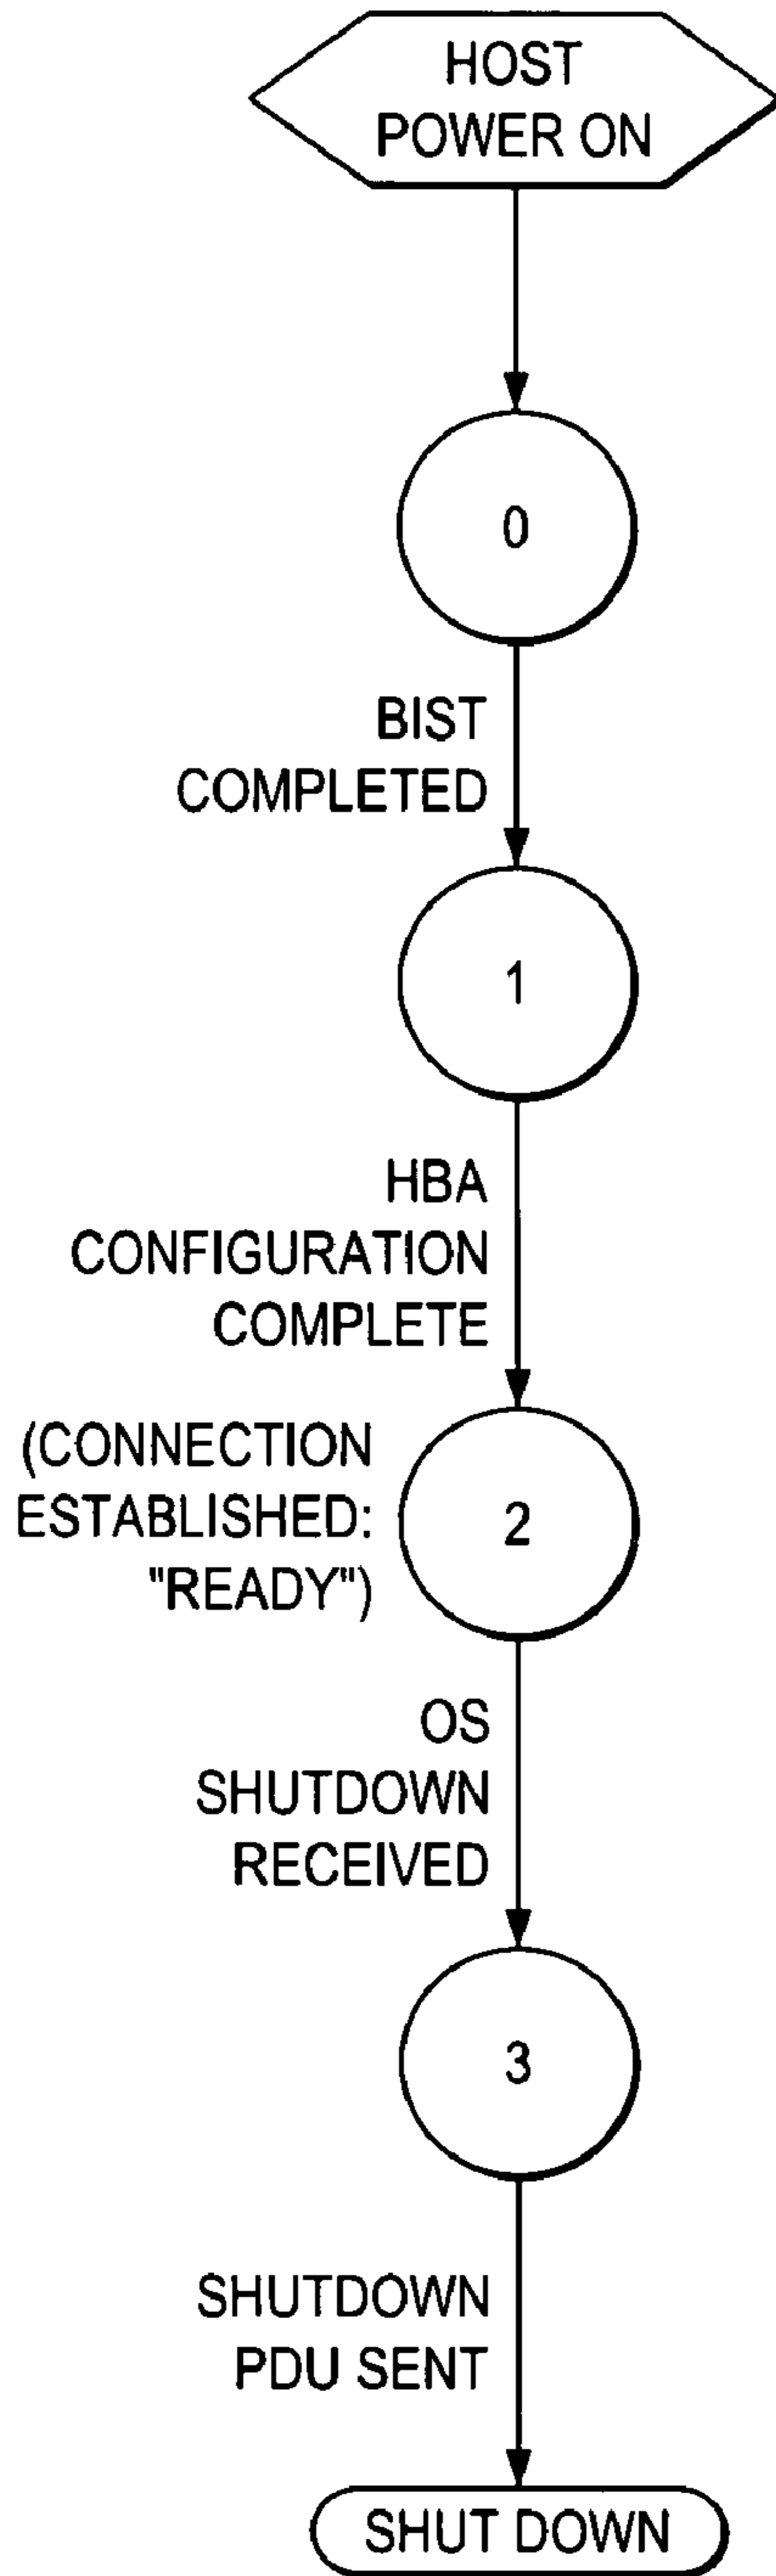 HOST
POWER ON
0
BIST
COMPLETED
1
HBA
CONFIGURATION
COMPLETE
(CONNECTION
ESTABLISHED:
"READY")
2
OS
SHUTDOWN
RECEIVED
3
SHUTDOWN
PDU SENT
SHUT DOWN